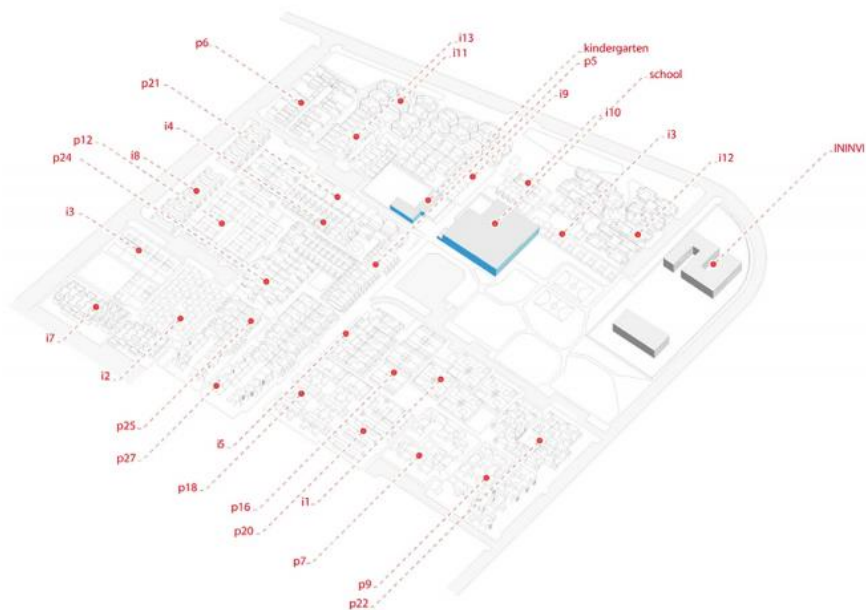 i13
p6
i11
kindergarten
p5
school
p21
i9
i4
i10
p12
i3
i8
p24
i12
ININVI
i3
i7
i2
p25
i5
p27
p18
p16
i1
p20
p7
p9
p22